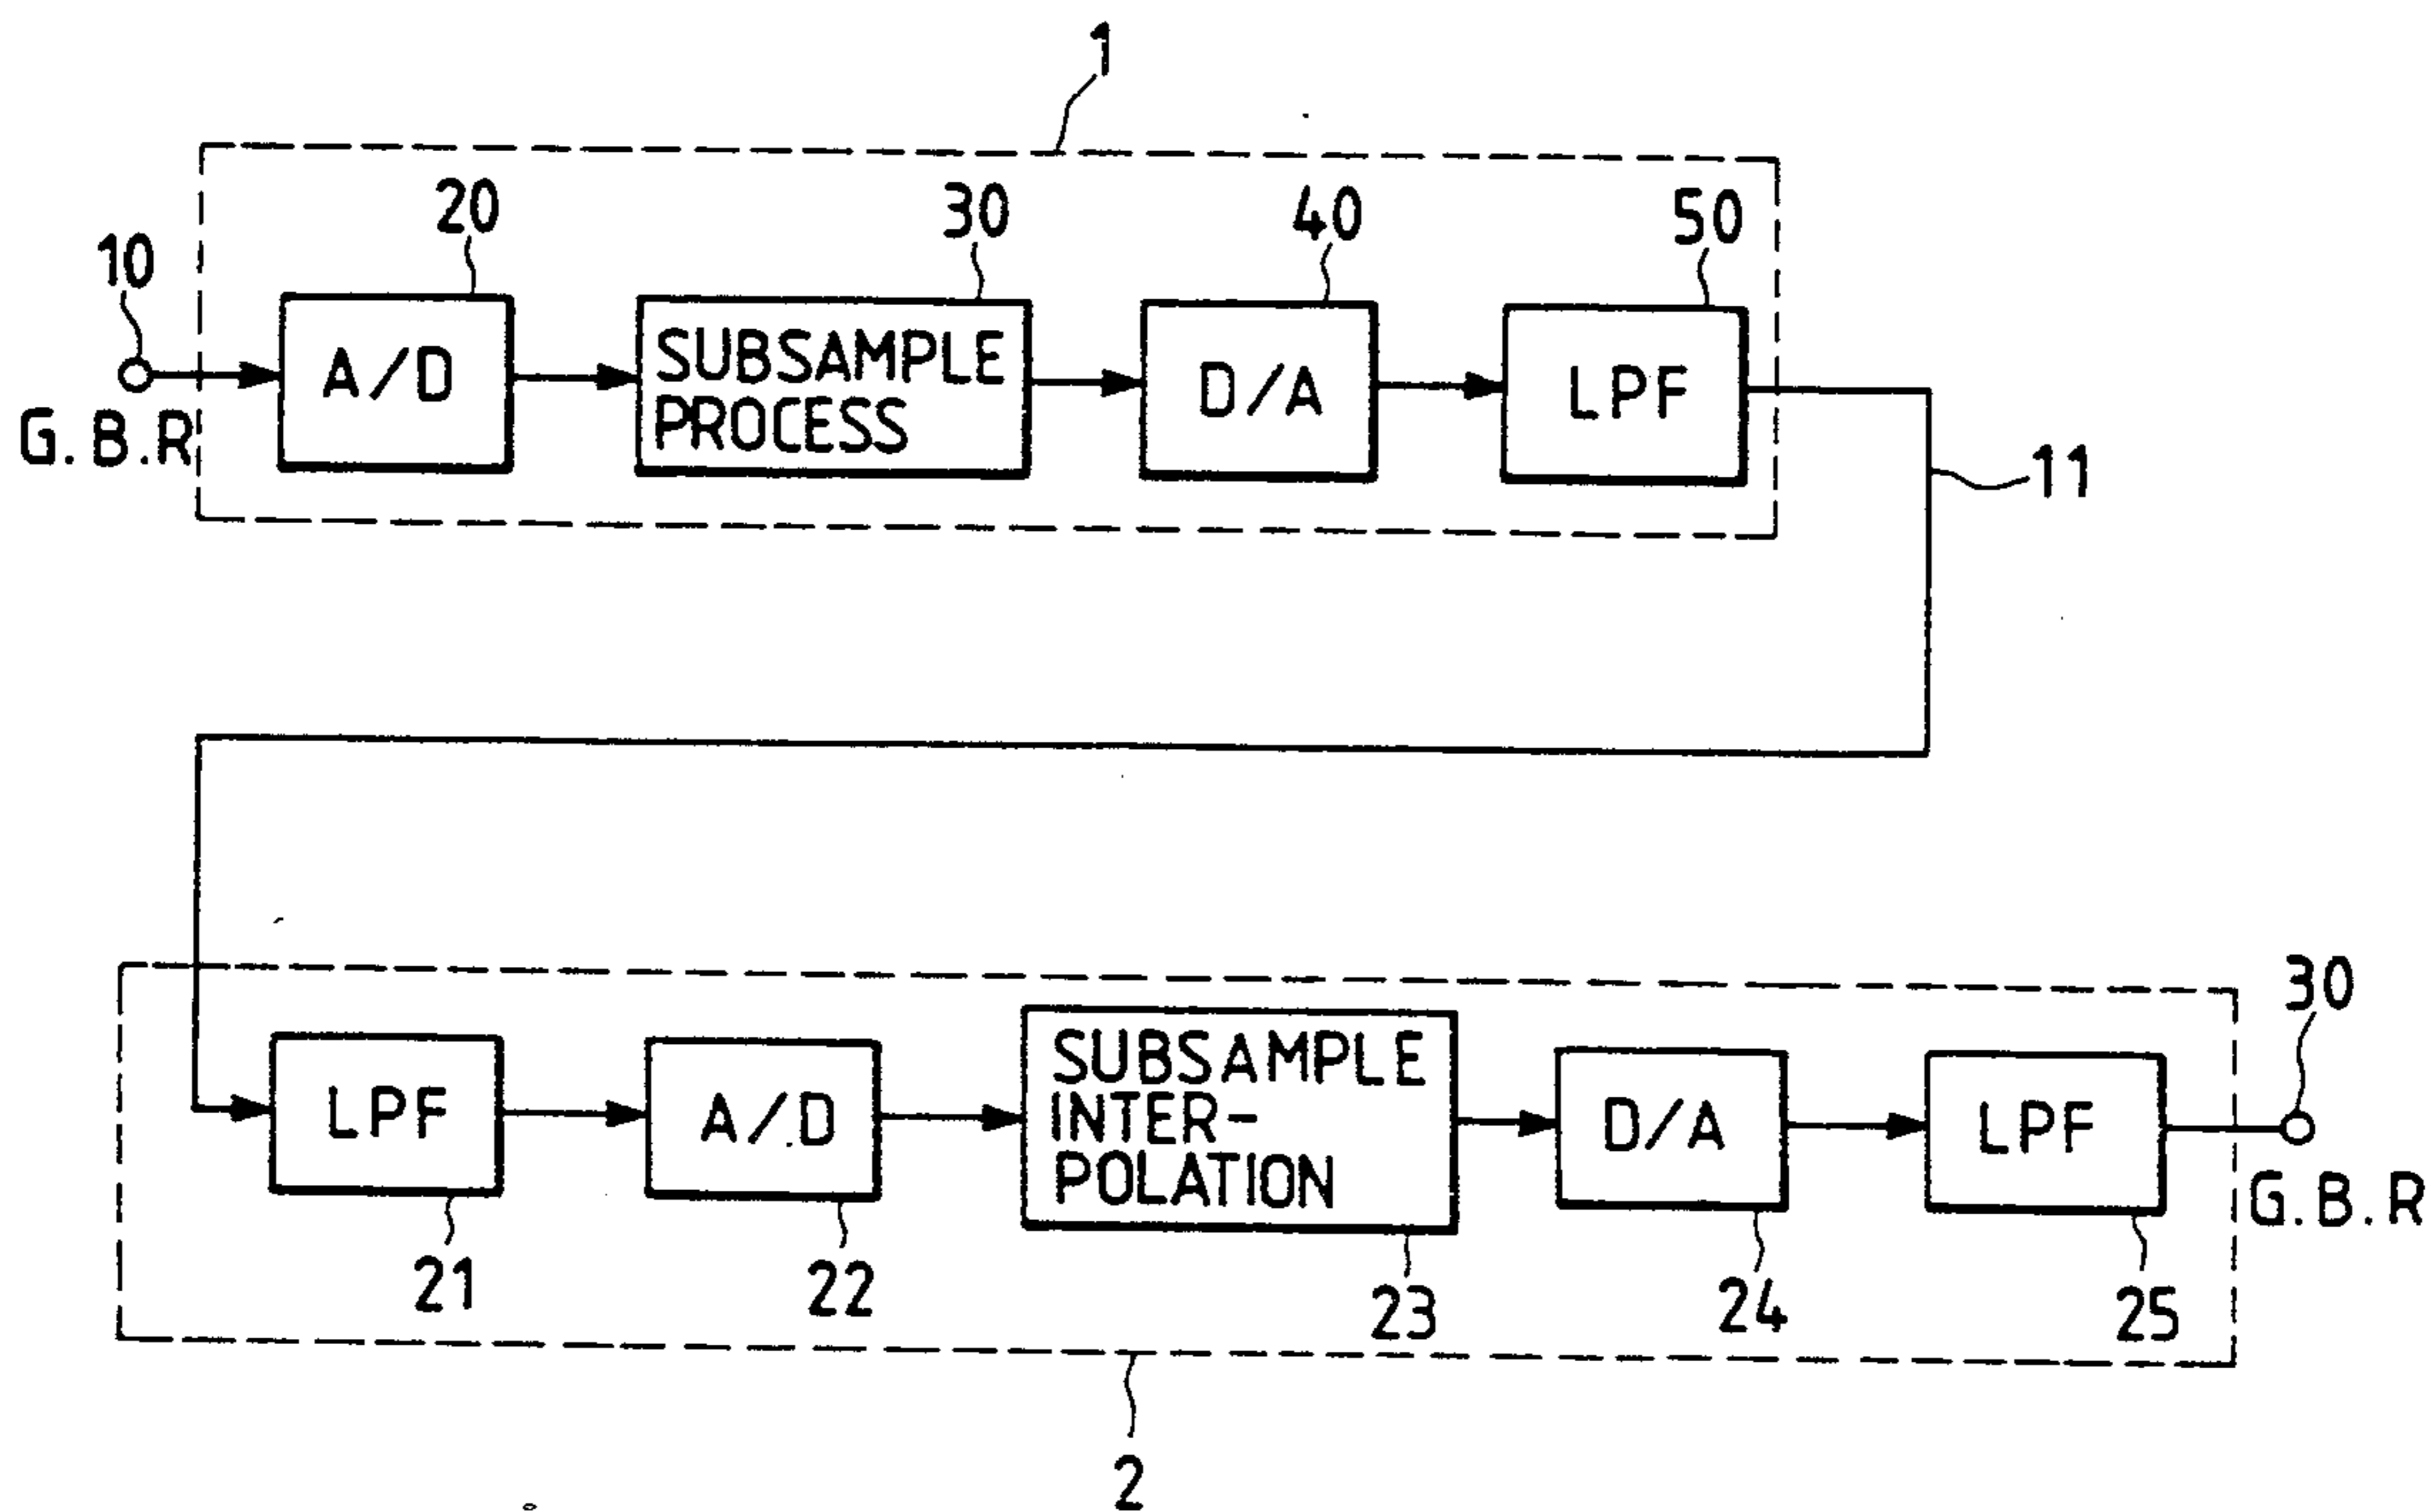 1
20
30
40
50
10
A/D
SUBSAMPLE
PROCESS
D/A
LPF
G.B.R
11
30
LPF
A/D
SUBSAMPLE
INTER-
POLATION
D/A
LPF
G.B.R
21
22
23
24
25
2